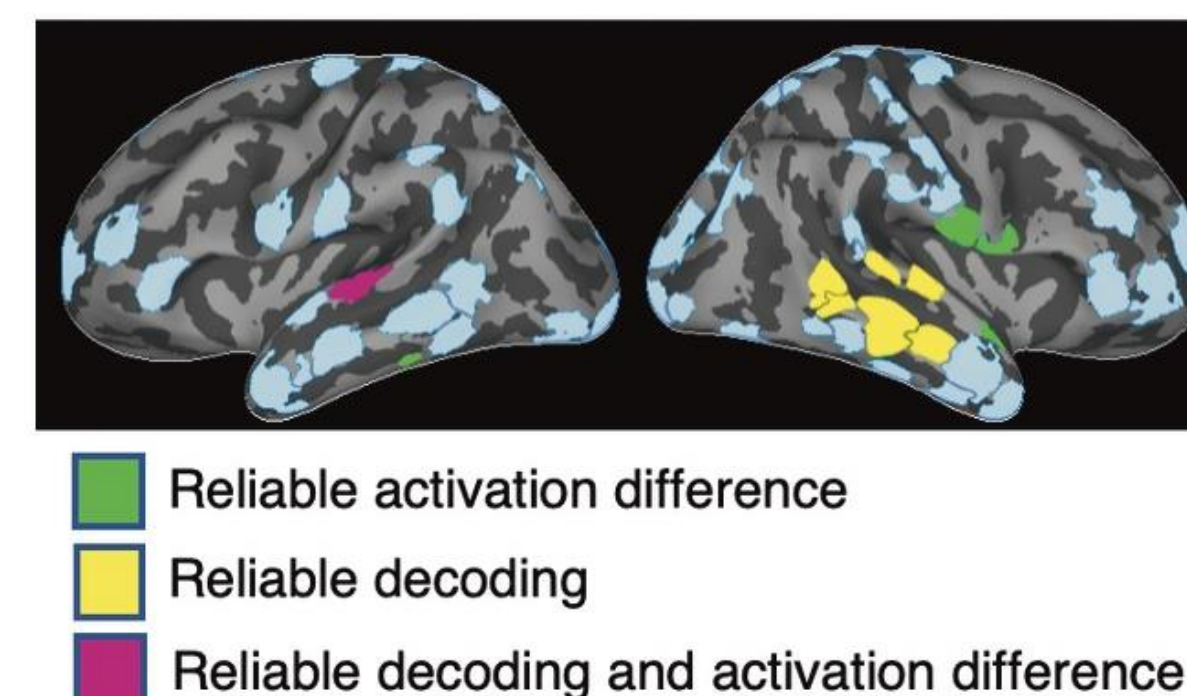 Reliable activation difference
Reliable decoding
Reliable decoding and activation difference